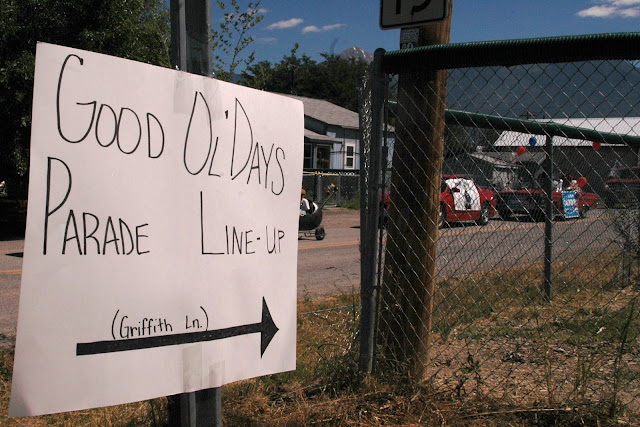 Good Ol' Days
Parade Line-up
(Griffith Ln.)